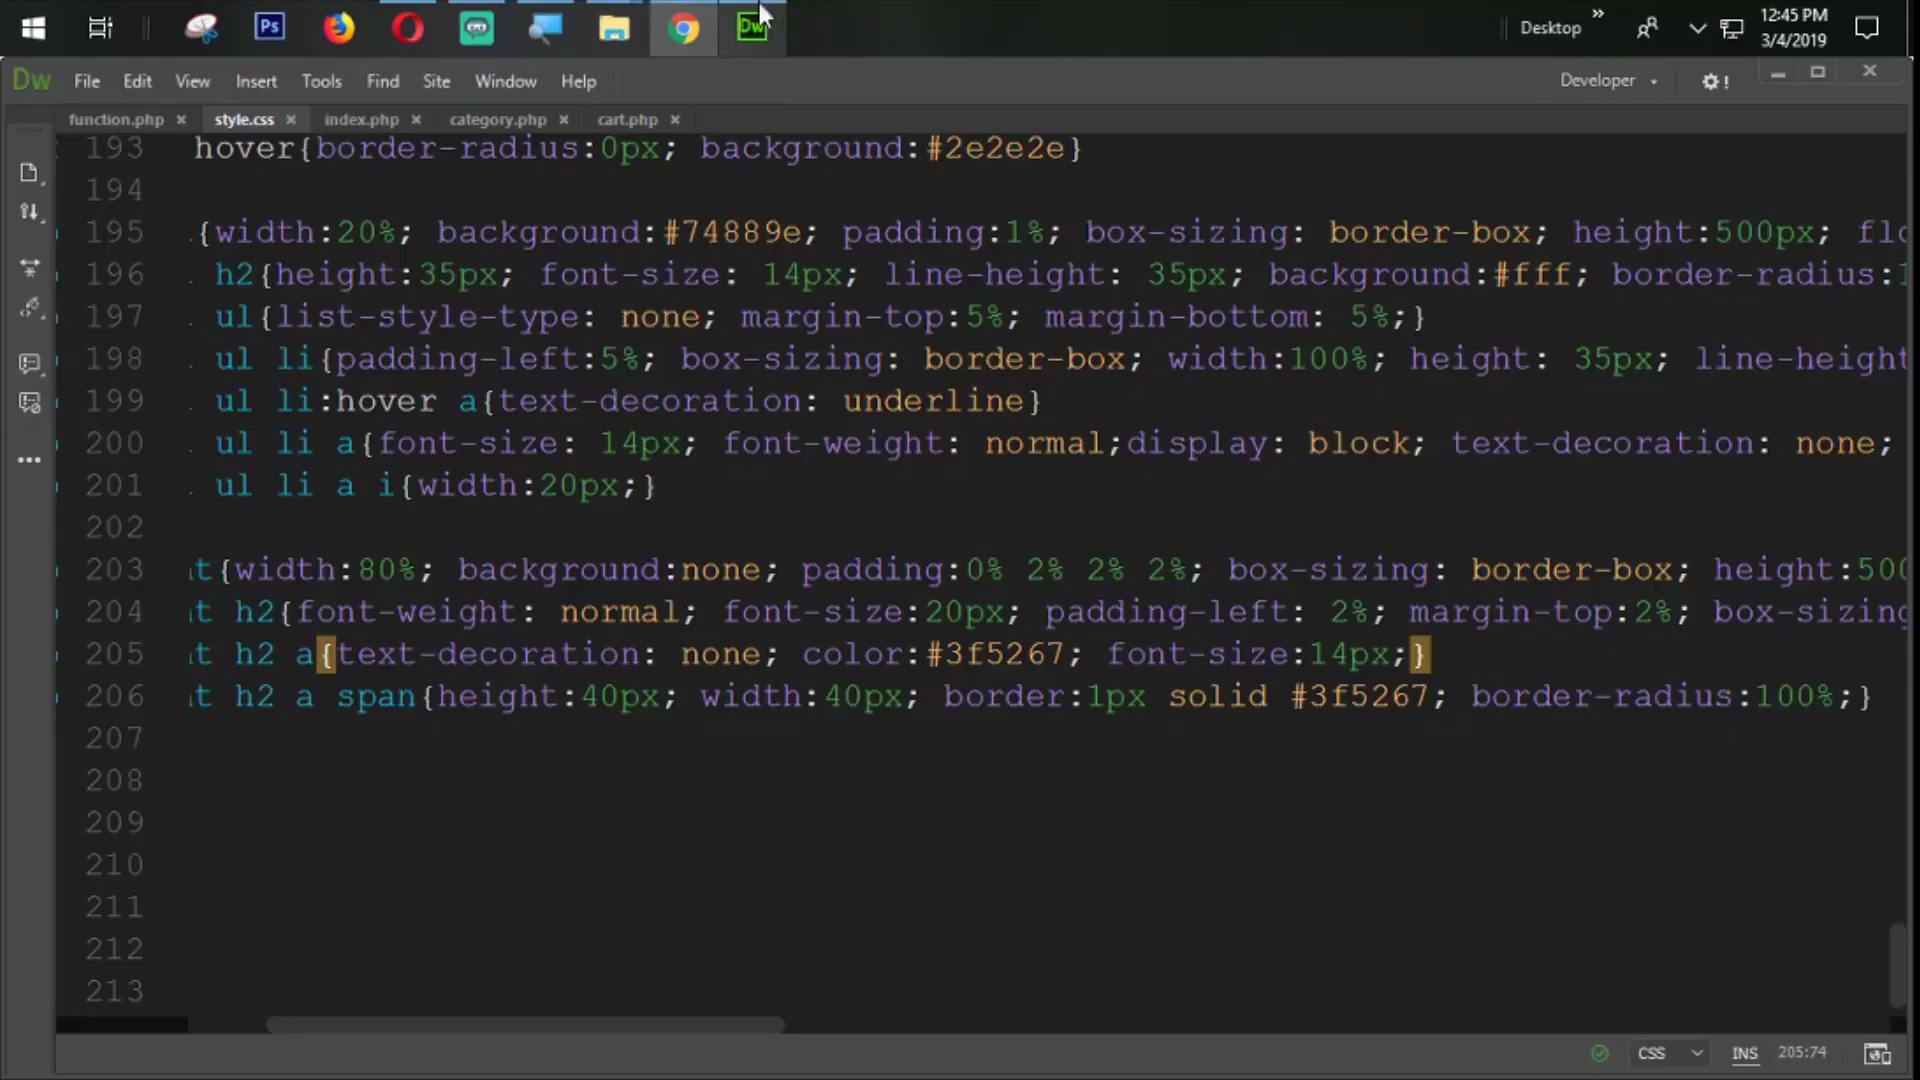 Ps
Dw
Desktop
12:45 PM
3/4/2019
Dw File Edit View Insert Tools Find Site Window Help
Developer
function.php style.css index.php category.php cart.php
193 hover{border-radius:0px; background:#2e2e2e}
194
195 .{width:20%; background:#74889e; padding:1%; box-sizing: border-box; height:500px; flo
196 . h2{height:35px; font-size: 14px; line-height: 35px; background:#fff; border-radius:1
197 . ul{list-style-type: none; margin-top:5%; margin-bottom: 5%;}
198 . ul li{padding-left:5%; box-sizing: border-box; width:100%; height: 35px; line-height
199 . ul li:hover a{text-decoration: underline}
200 . ul li a{font-size: 14px; font-weight: normal;display: block; text-decoration: none;
201 . ul li a i{width:20px;}
202
203 t{width:80%; background:none; padding:0% 2% 2% 2%; box-sizing: border-box; height:500
204 t h2{font-weight: normal; font-size:20px; padding-left: 2%; margin-top:2%; box-sizing
205 t h2 a{text-decoration: none; color:#3f5267; font-size:14px;}
206 t h2 a span{height:40px; width:40px; border:1px solid #3f5267; border-radius:100%;}
207
208
209
210
211
212
213
CSS INS 205:74